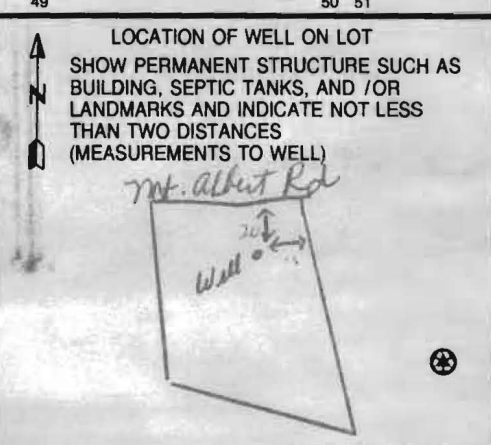 49 50 51
LOCATION OF WELL ON LOT
SHOW PERMANENT STRUCTURE SUCH AS
N BUILDING, SEPTIC TANKS, AND /OR
LANDMARKS AND INDICATE NOT LESS
THAN TWO DISTANCES
(MEASUREMENTS TO WELL)
Mt. Albert Rd
20
Well